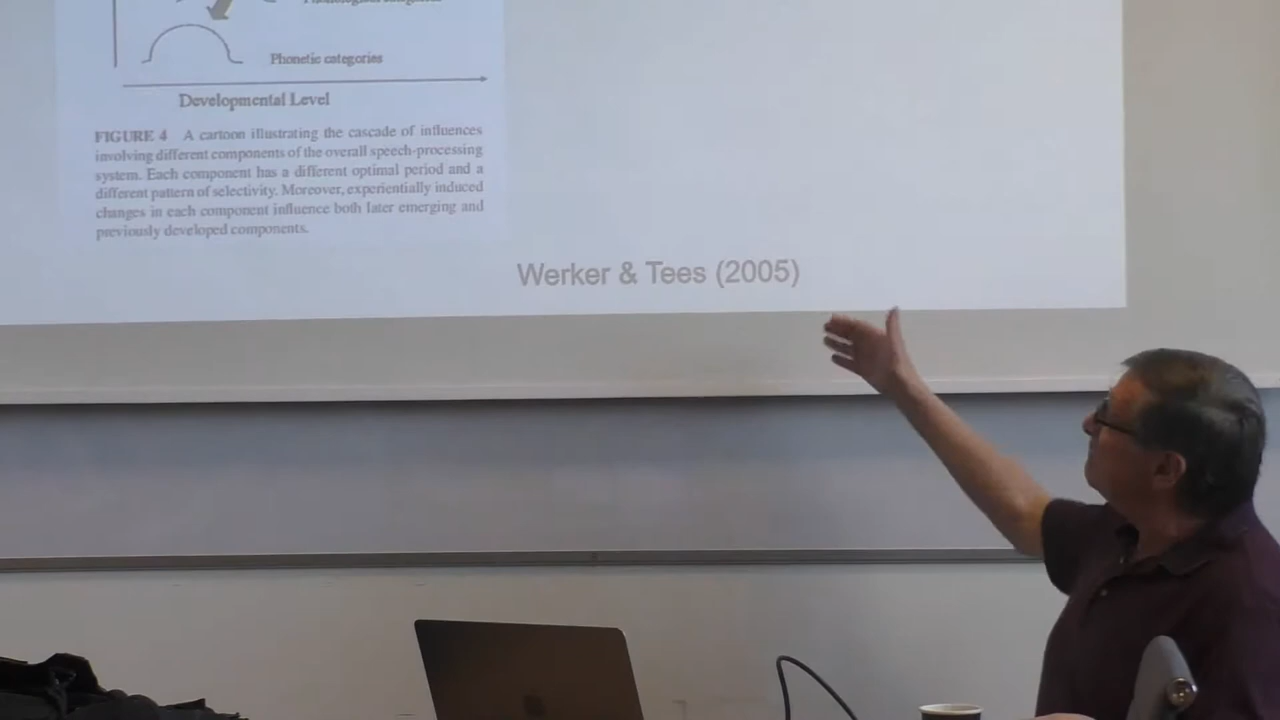 Phonetic categories
Developmental Level
FIGURE 4 A cartoon illustrating the cascade of influences
involving different components of the overall speech-processing
system. Each component has a different optimal period and a
different pattern of selectivity. Moreover, experientially induced
changes in each component influence both later emerging and
previously developed components.
Werker & Tees (2005)